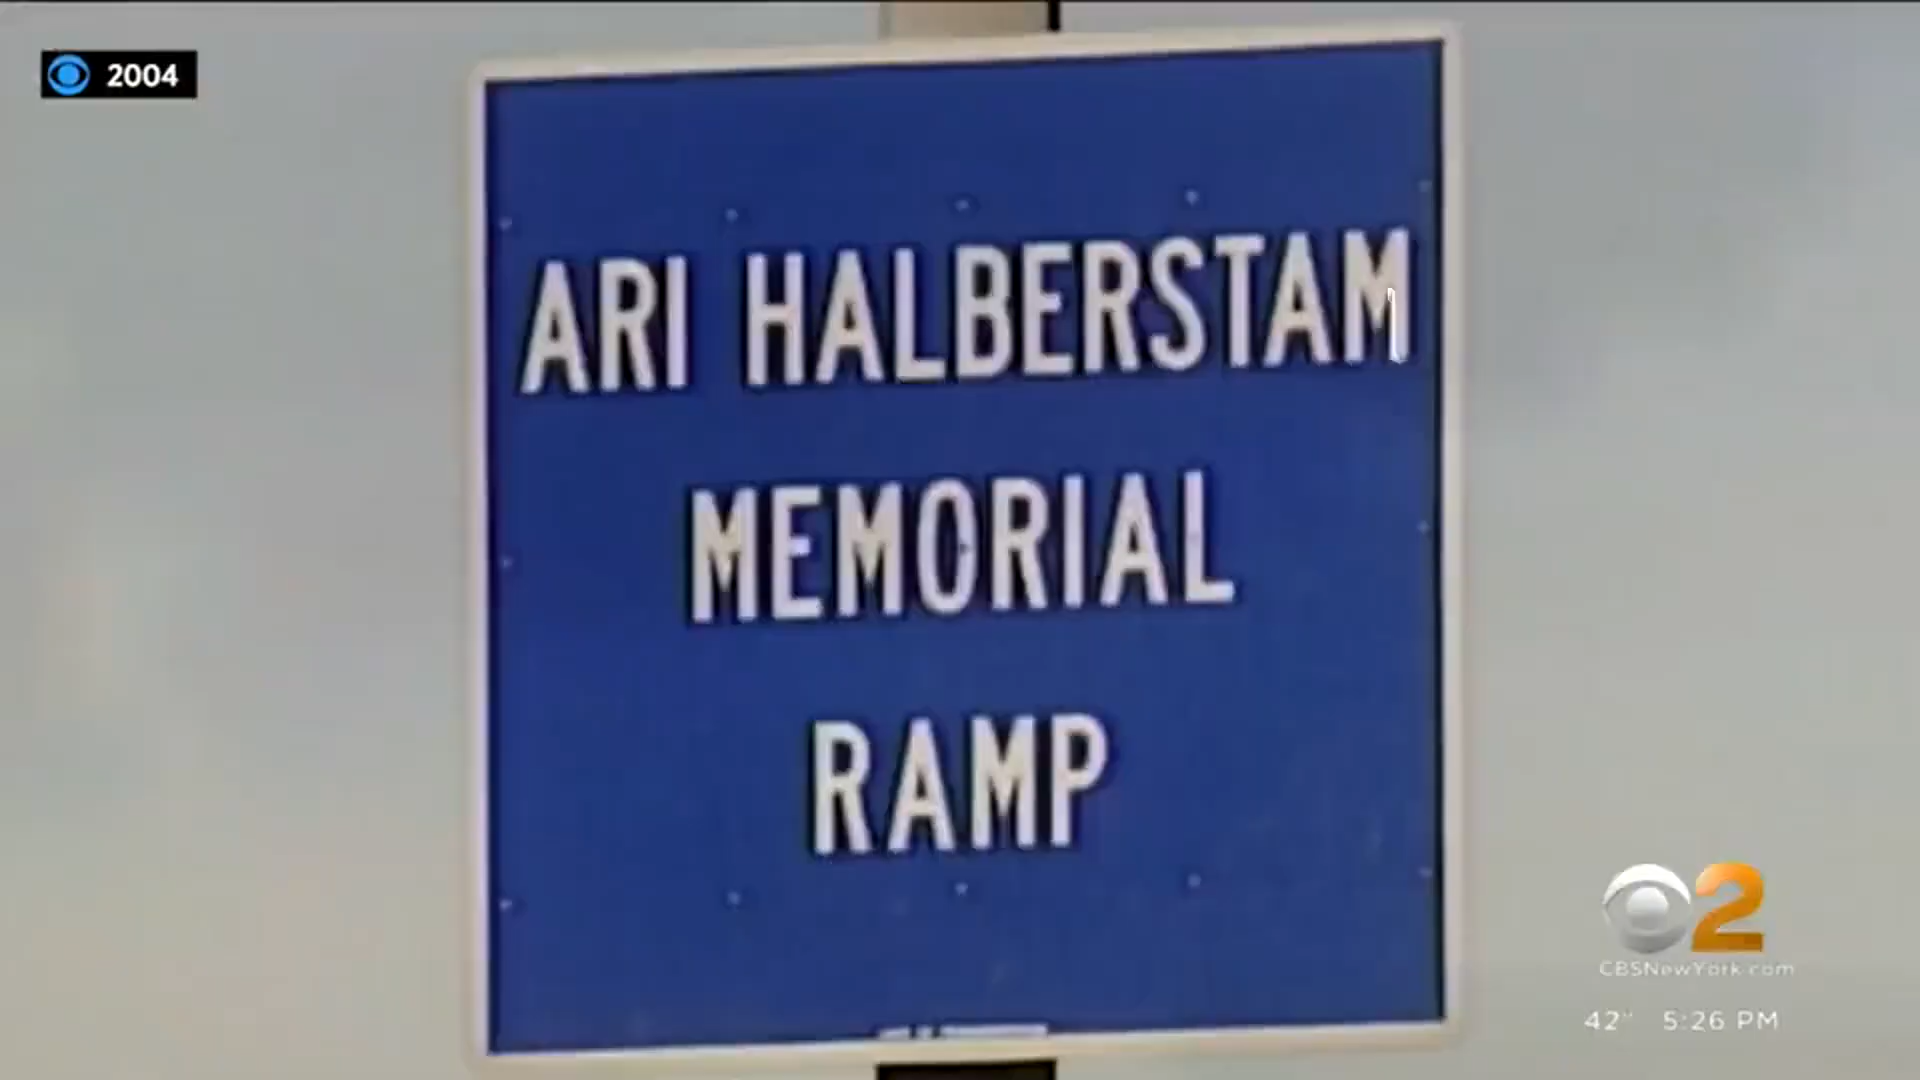 2004
ARI HALBERSTAM
MEMORIAL
RAMP
2
CBSNewYork.com
42° 5:26 PM